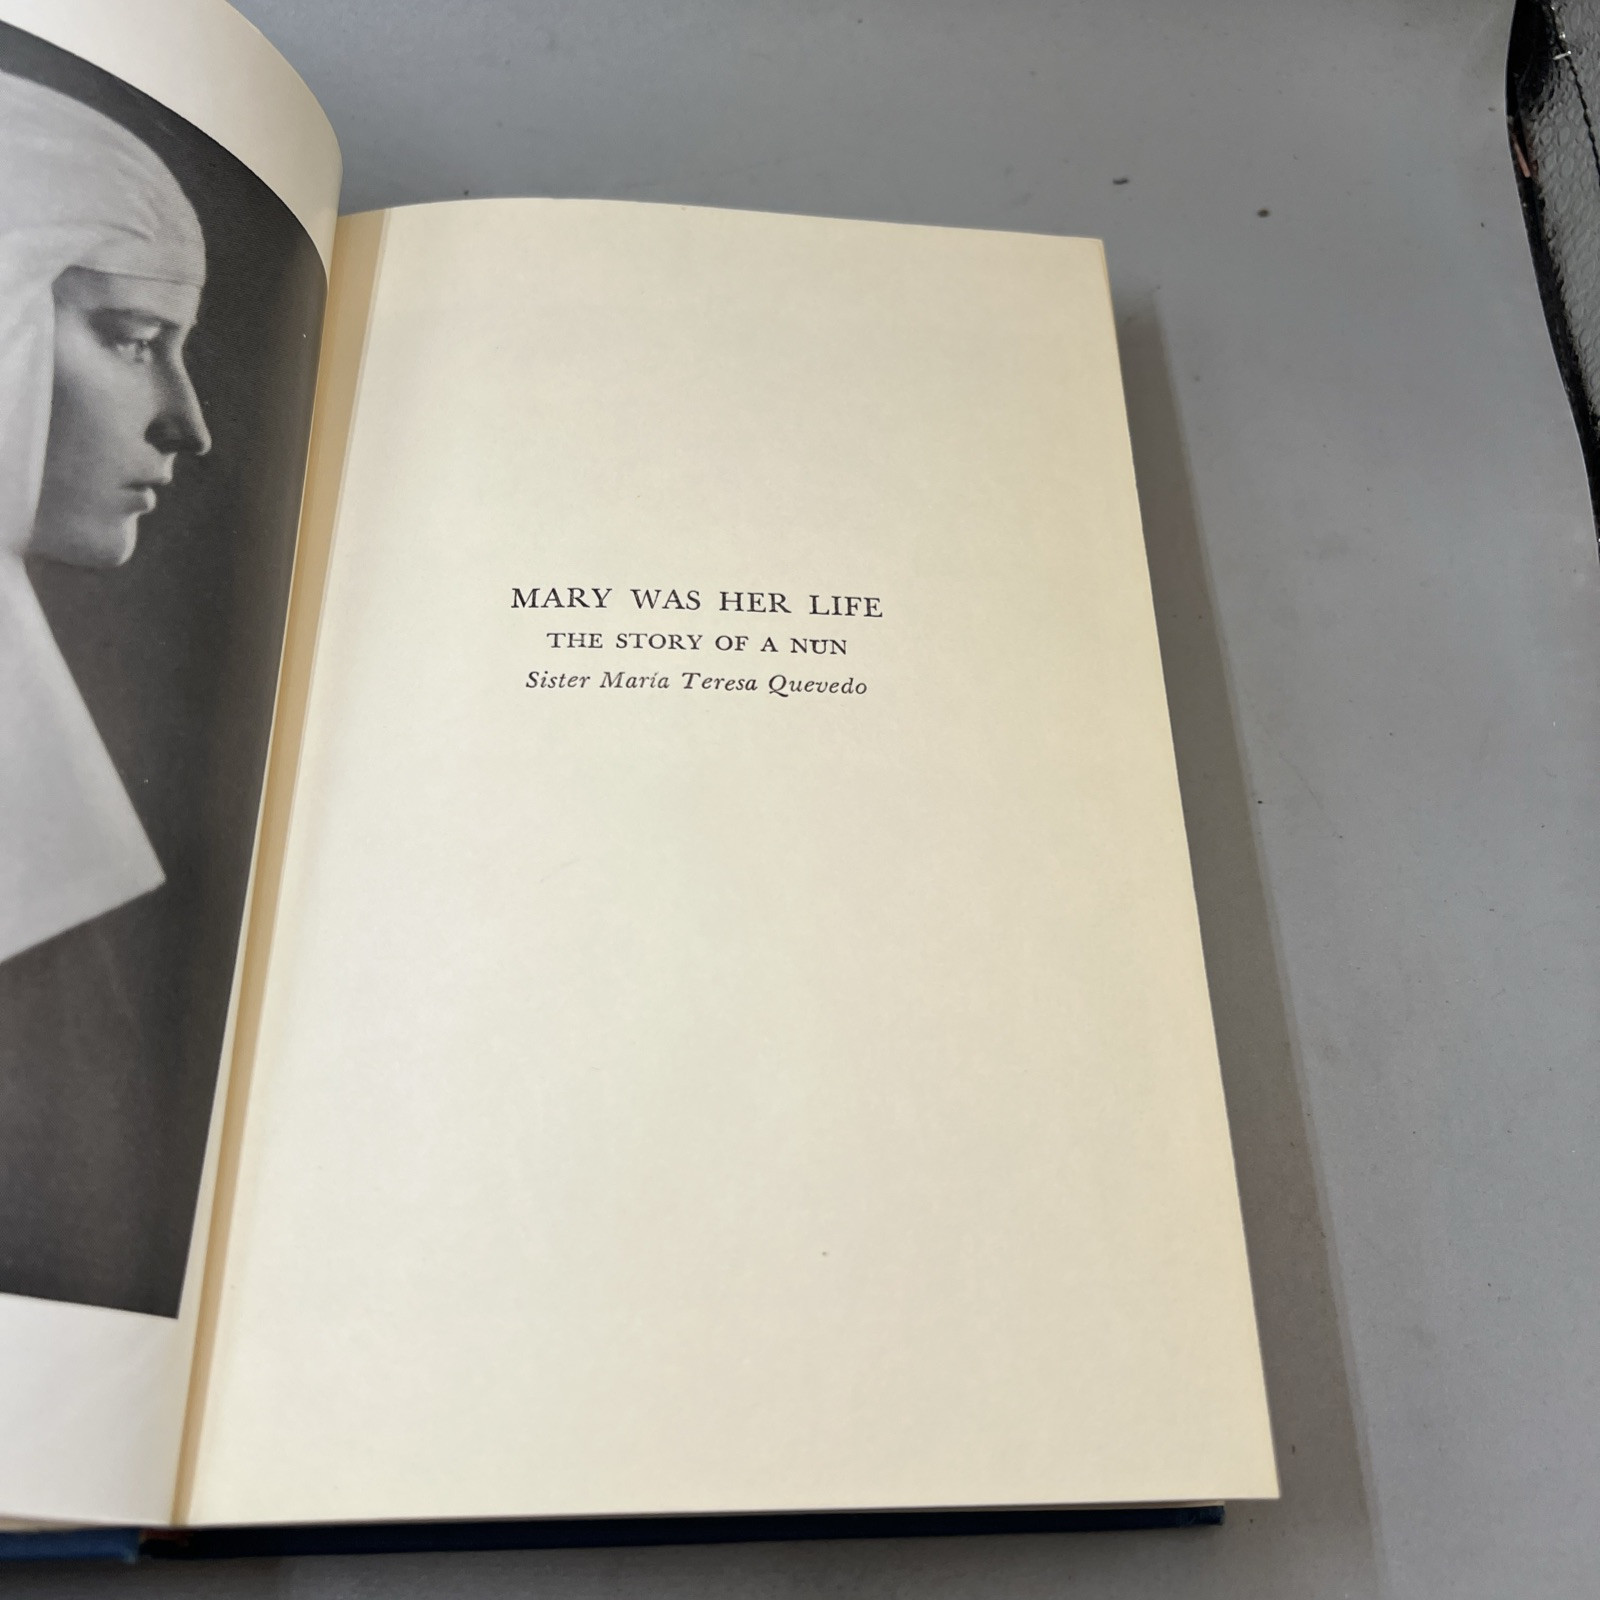 MARY WAS HER LIFE
THE STORY OF A NUN
Sister María Teresa Quevedo